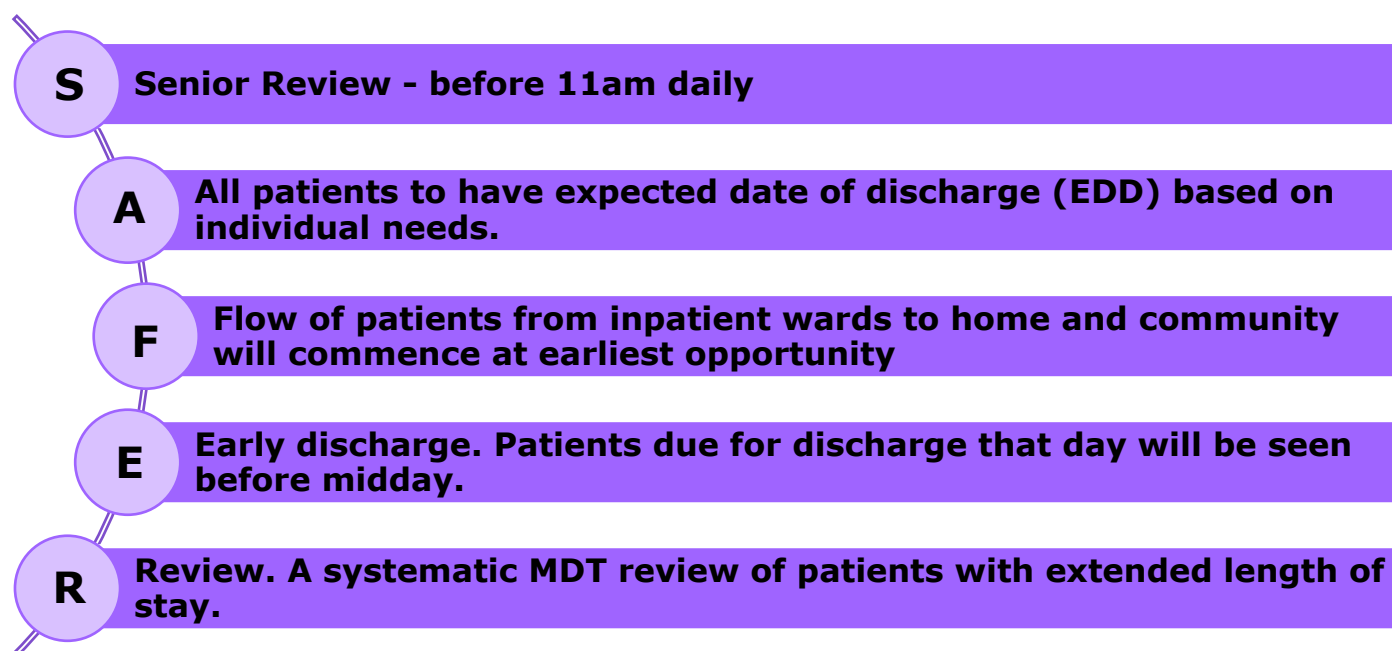 S
Senior Review - before 11am daily
A
All patients to have expected date of discharge (EDD) based on
individual needs.
F
Flow of patients from inpatient wards to home and community
will commence at earliest opportunity
E
Early discharge. Patients due for discharge that day will be seen
before midday.
R
Review. A systematic MDT review of patients with extended length of
stay.